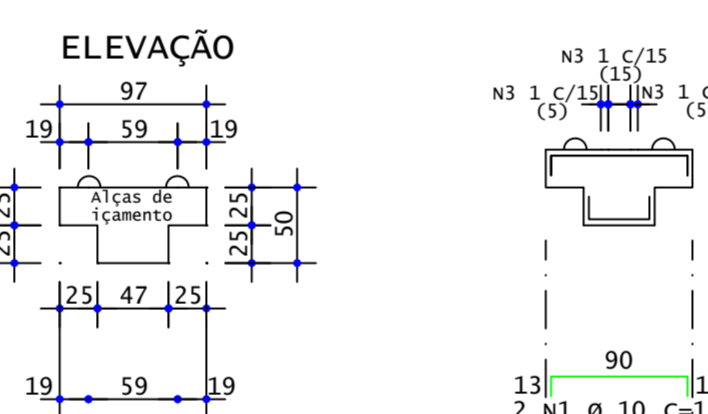 ELEVAÇÃO
97
19 59 19
Alças de
içamento
25
25
25
25
50
25 47 25
19 59 19
N3 1 C/15
(15)
N3 1 C/15
(5)
N3 1
(5
90
13
2 N1 Ø 10